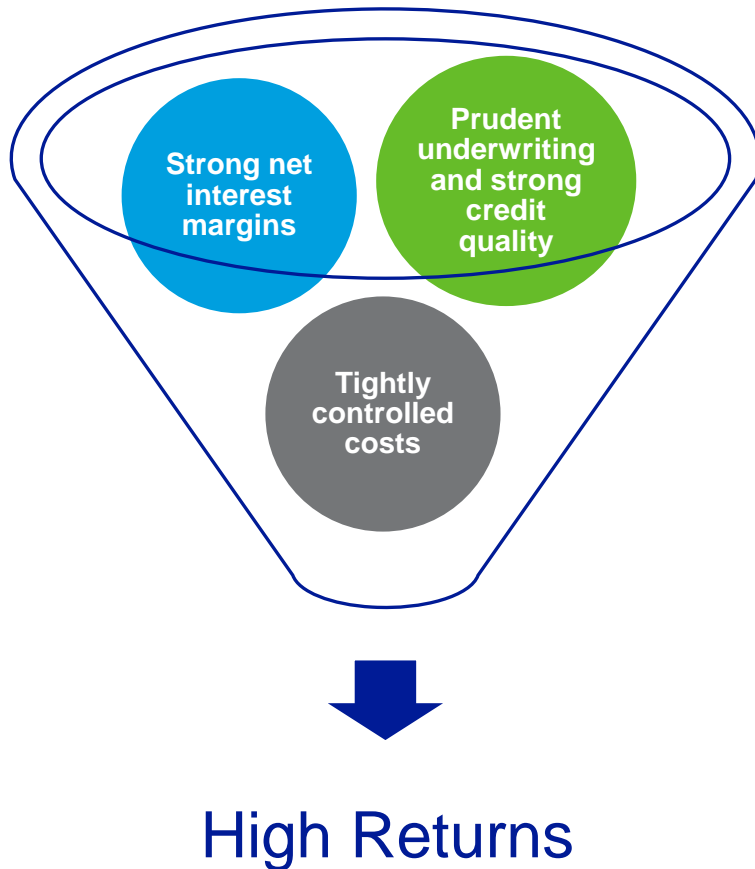 Strong net
interest
margins
Prudent
underwriting
and strong
credit
quality
Tightly
controlled
costs
High Returns